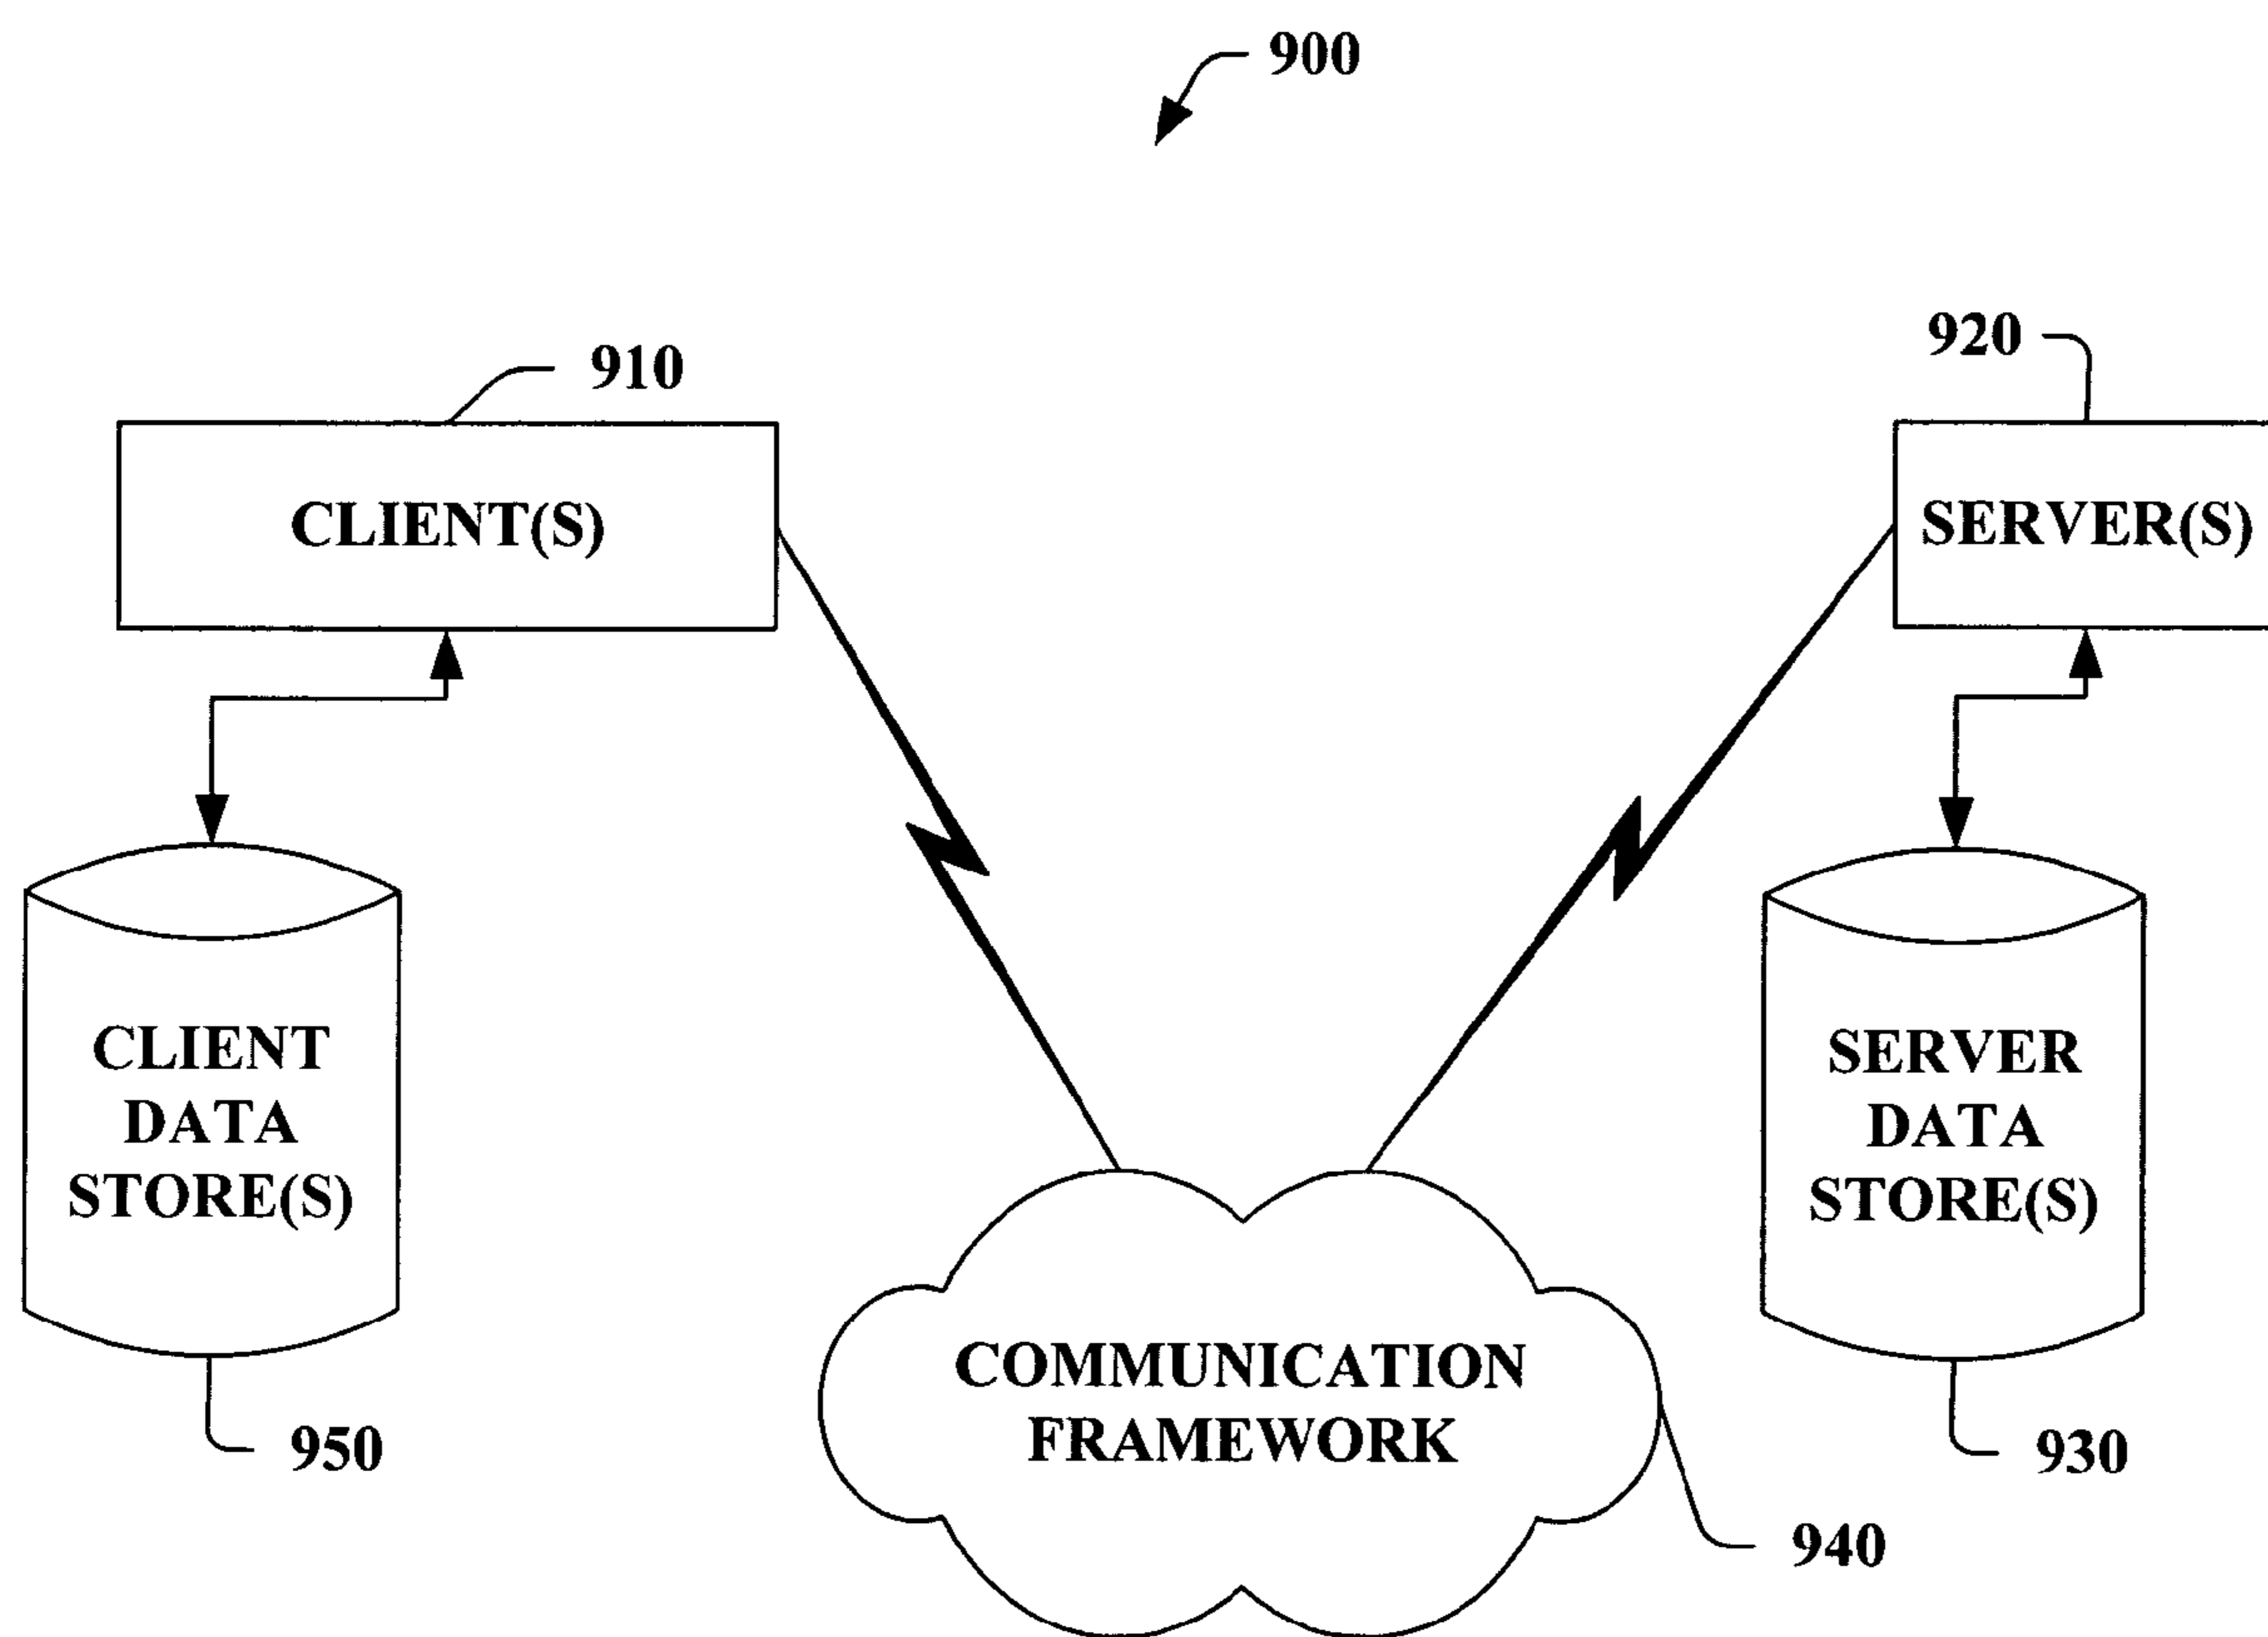 900
910
920
CLIENT(S)
SERVER(S)
CLIENT
DATA
STORE(S)
SERVER
DATA
STORE(S)
COMMUNICATION
FRAMEWORK
950
930
940